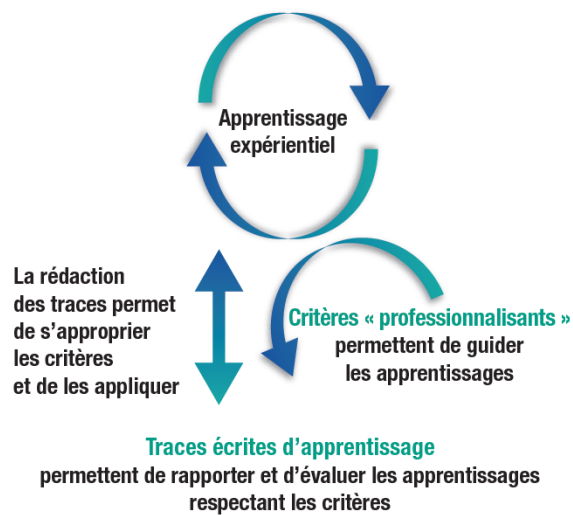 Apprentissage
expérientiel
La rédaction
des traces permet
de s’approprier
les critères
et de les appliquer
Critères « professionnalisants »
permettent de guider
les apprentissages
Traces écrites d’apprentissage
permettent de rapporter et d’évaluer les apprentissages
respectant les critères